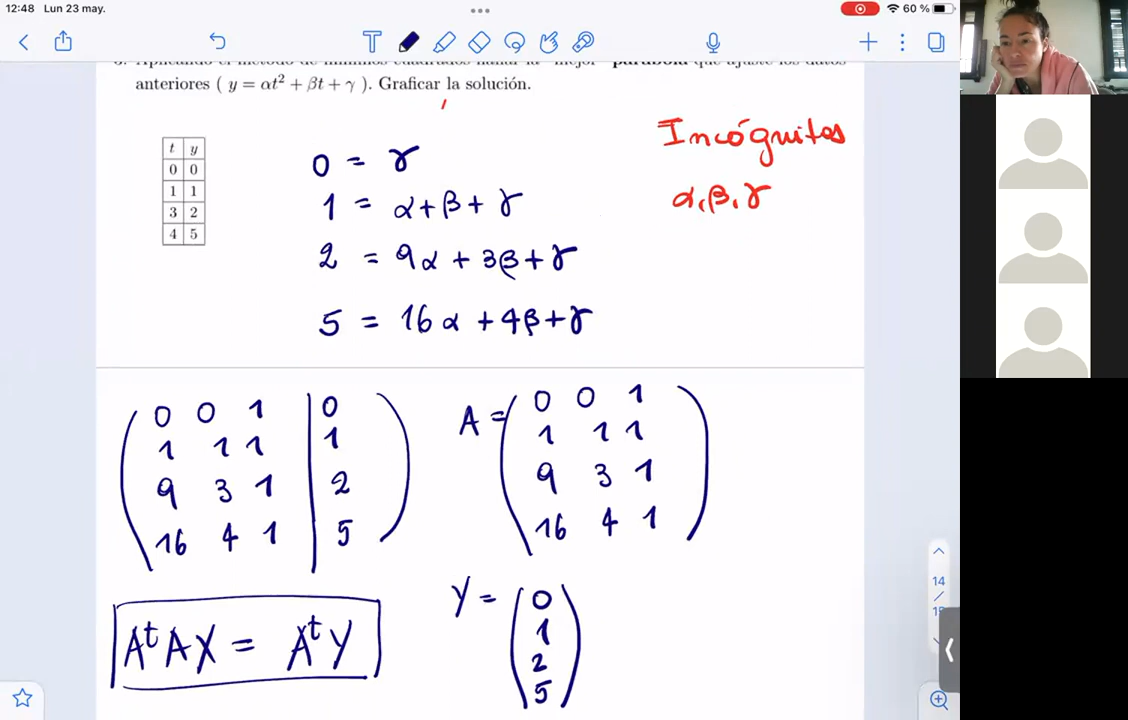 12:48 Lun 23 may.
60 %
anteriores ( y = αt² + βt + γ ). Graficar la solución.
t y
0 0
1 1
3 2
4 5
0 = γ
1 = α + β + γ
2 = 9α + 3β + γ
5 = 16α + 4β + γ
Incógnitas
α, β, γ
0 0 1 | 0
1 1 1 | 1
9 3 1 | 2
16 4 1 | 5
A =
0 0 1
1 1 1
9 3 1
16 4 1
AᵗAX = AᵗY
Y =
0
1
2
5
14
/